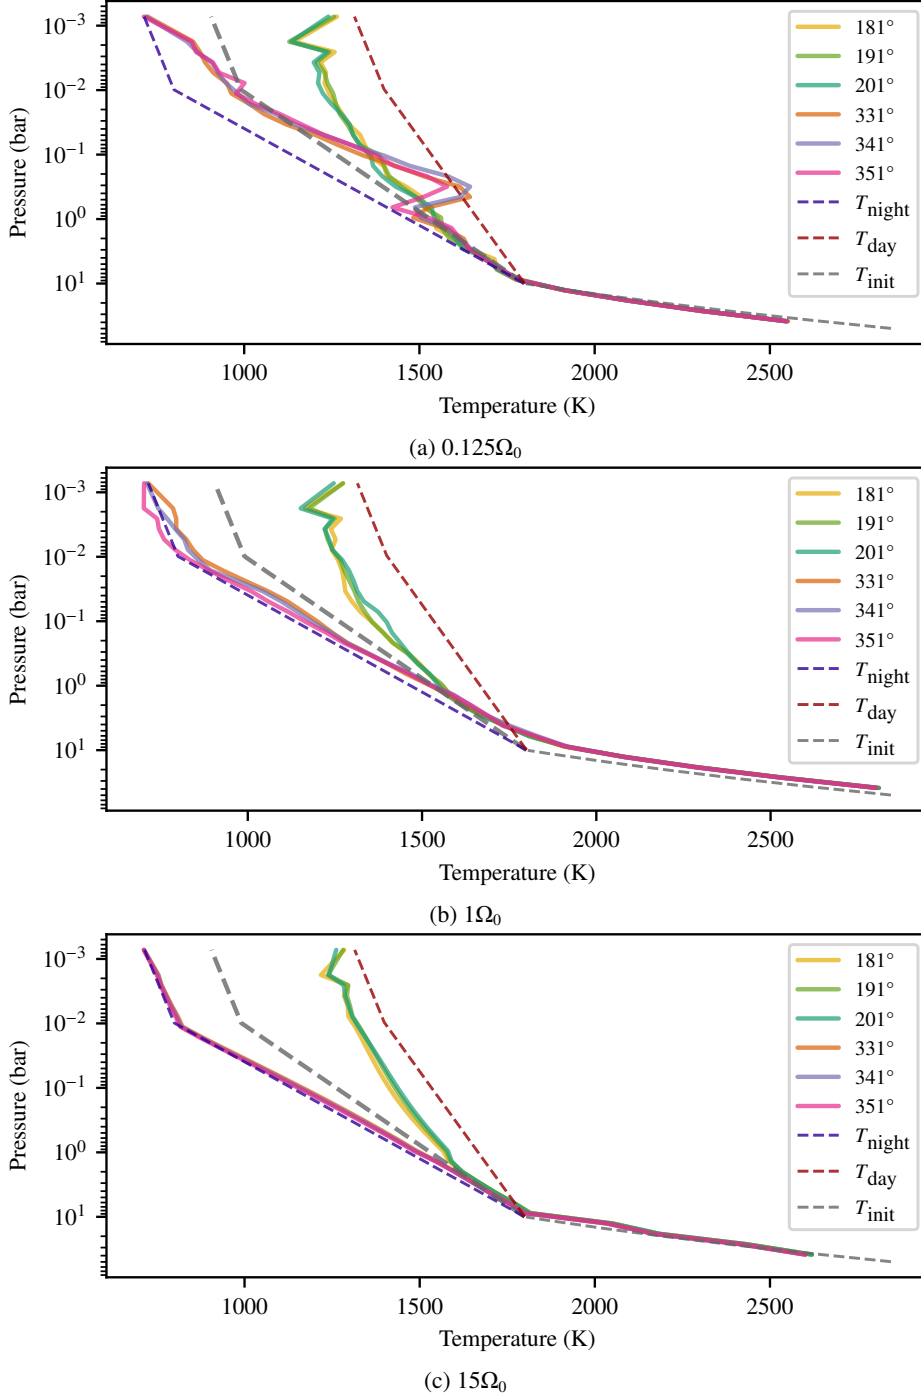 10⁻³
10⁻²
10⁻¹
10⁰
10¹
Pressure (bar)
181°
191°
201°
331°
341°
351°
T_night
T_day
T_init
1000 1500 2000 2500
Temperature (K)
(a) 0.125Ω₀
10⁻³
10⁻²
10⁻¹
10⁰
10¹
Pressure (bar)
181°
191°
201°
331°
341°
351°
T_night
T_day
T_init
1000 1500 2000 2500
Temperature (K)
(b) 1Ω₀
10⁻³
10⁻²
10⁻¹
10⁰
10¹
Pressure (bar)
181°
191°
201°
331°
341°
351°
T_night
T_day
T_init
1000 1500 2000 2500
Temperature (K)
(c) 15Ω₀